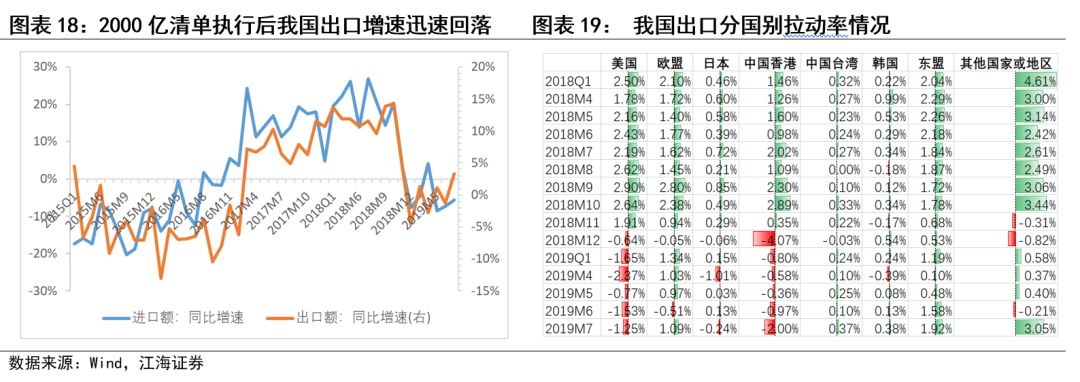 图表 18：2000 亿清单执行后我国出口增速迅速回落
30%
20%
10%
0%
-10%
-20%
-30%
20%
15%
10%
5%
0%
-5%
-10%
-15%
2015Q1
2015M6
2015M9
2015M12
2016M5
2016M8
2016M11
2017M4
2017M7
2017M10
2018Q1
2018M6
2018M9
2018M12
2019M5
进口额：同比增速
出口额：同比增速(右)
图表 19： 我国出口分国别拉动率情况
美国 欧盟 日本 中国香港 中国台湾 韩国 东盟 其他国家或地区
2018Q1 2.50% 2.10% 0.46% 1.46% 0.32% 0.22% 2.04% 4.61%
2018M4 1.78% 1.72% 0.60% 1.26% 0.27% 0.99% 2.29% 3.00%
2018M5 2.16% 1.40% 0.58% 1.60% 0.23% 0.53% 2.26% 3.14%
2018M6 2.43% 1.77% 0.39% 0.98% 0.24% 0.29% 2.18% 2.42%
2018M7 2.19% 1.62% 0.72% 2.02% 0.27% 0.34% 1.84% 2.61%
2018M8 2.62% 1.45% 0.21% 1.09% 0.00% -0.18% 1.87% 2.49%
2018M9 2.90% 2.80% 0.85% 2.30% 0.10% 0.12% 1.72% 3.06%
2018M10 2.64% 2.38% 0.49% 2.89% 0.33% 0.34% 1.78% 3.44%
2018M11 1.91% 0.94% 0.29% 0.35% 0.22% -0.17% 0.68% -0.31%
2018M12 -0.64% -0.05% -0.06% -4.07% -0.03% 0.54% 0.53% -0.82%
2019Q1 -1.65% 1.34% 0.15% -0.80% 0.24% 0.24% 1.19% 0.58%
2019M4 -2.37% 1.03% -1.01% -0.58% 0.10% -0.39% 0.10% 0.37%
2019M5 -0.77% 0.97% 0.03% -0.36% 0.25% 0.08% 0.48% 0.40%
2019M6 -1.53% -0.51% 0.13% -0.97% 0.10% 0.13% 1.58% -0.21%
2019M7 -1.25% 1.09% -0.24% -2.00% 0.37% 0.38% 1.92% 3.05%
数据来源：Wind，江海证券